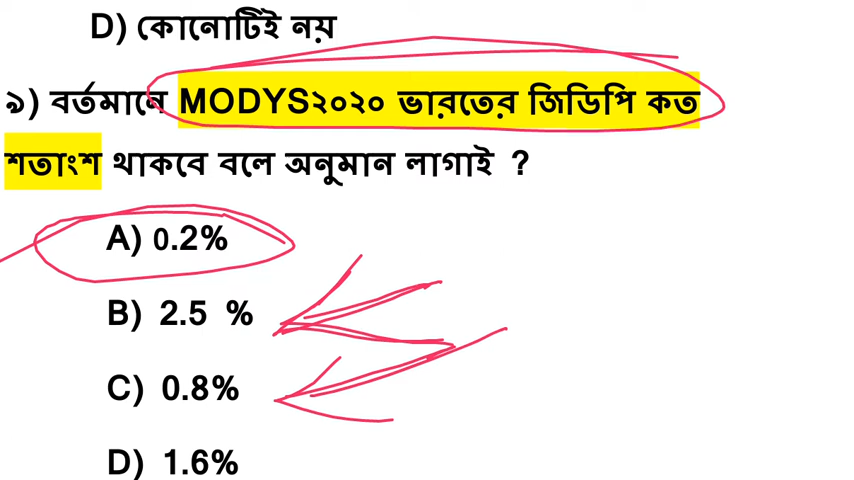 D) কোনোটিই নয়
৯) বর্তমানে MODYS২০২০ ভারতের জিডিপি কত
শতাংশ থাকবে বলে অনুমান লাগাই ?
A) 0.2%
B) 2.5 %
C) 0.8%
D) 1.6%